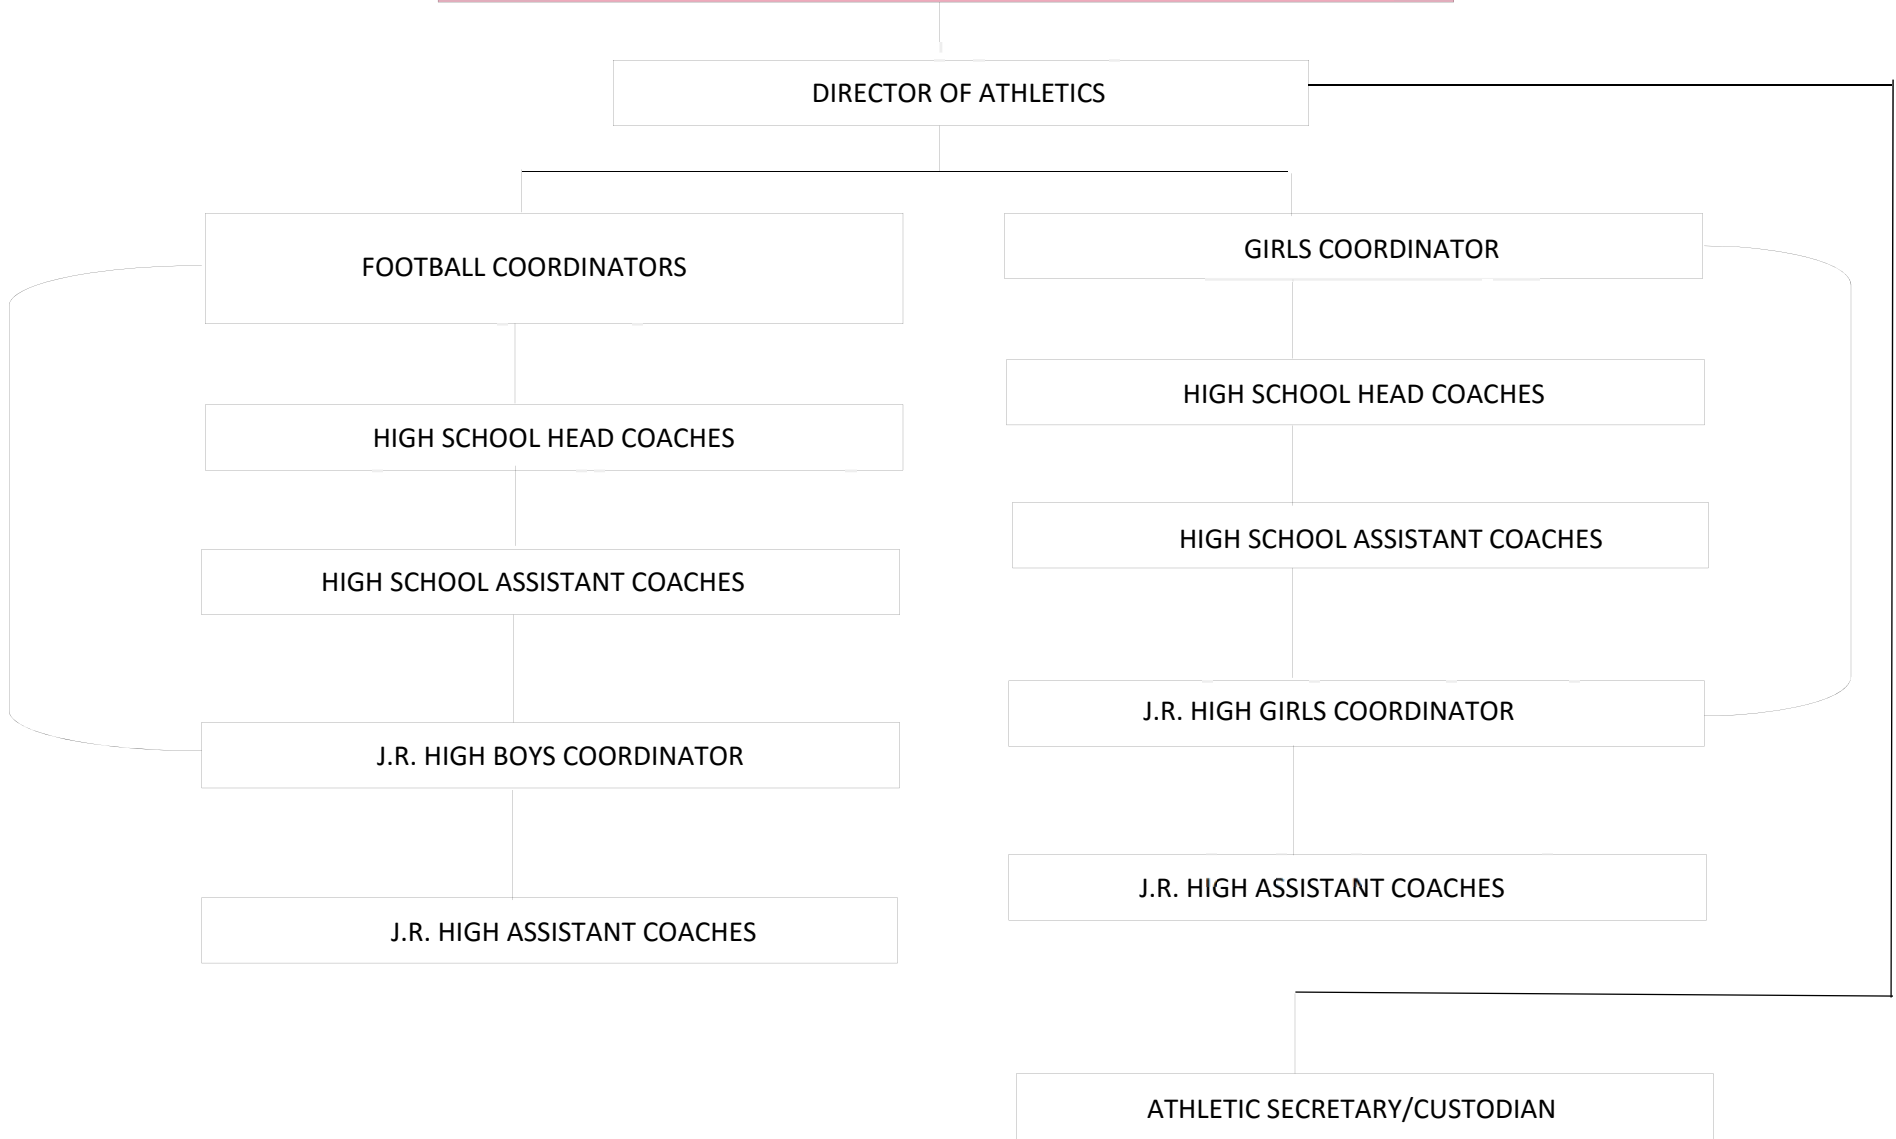 DIRECTOR OF ATHLETICS
FOOTBALL COORDINATORS
HIGH SCHOOL HEAD COACHES
HIGH SCHOOL ASSISTANT COACHES
J.R. HIGH BOYS COORDINATOR
J.R. HIGH ASSISTANT COACHES
GIRLS COORDINATOR
HIGH SCHOOL HEAD COACHES
HIGH SCHOOL ASSISTANT COACHES
J.R. HIGH GIRLS COORDINATOR
J.R. HIGH ASSISTANT COACHES
ATHLETIC SECRETARY/CUSTODIAN